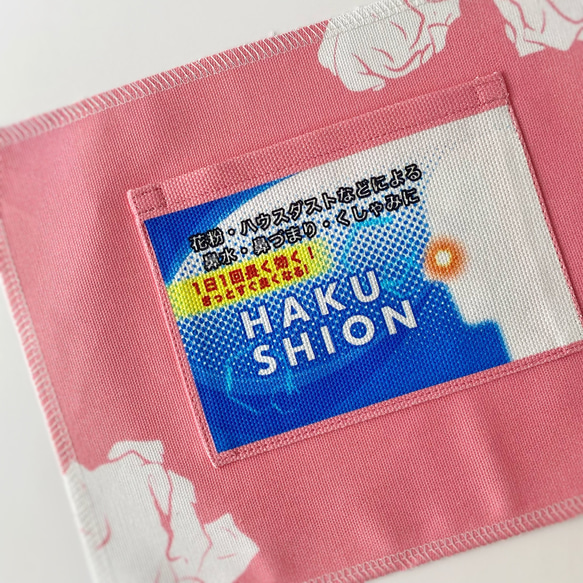 花粉・ハウスダストなどによる
鼻水・鼻づまり・くしゃみに
1日1回長く効く!
きっとすぐ良くなる!
HAKU
SHION